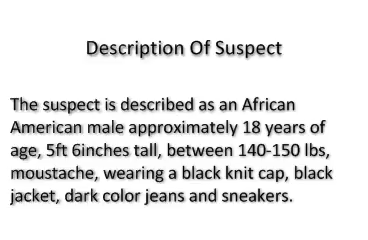 Description Of Suspect
The suspect is described as an African
American male approximately 18 years of
age, 5ft 6inches tall, between 140-150 lbs,
moustache, wearing a black knit cap, black
jacket, dark color jeans and sneakers.